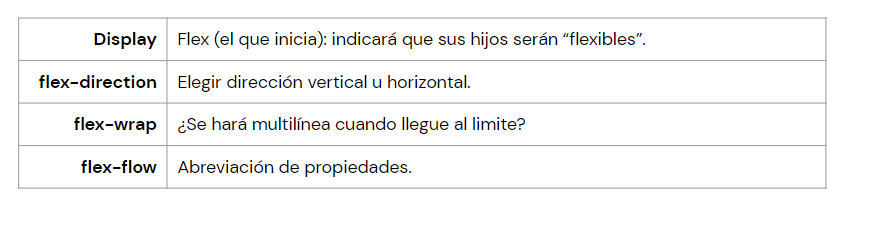 Display Flex (el que inicia): indicará que sus hijos serán “flexibles”.
flex-direction Elegir dirección vertical u horizontal.
flex-wrap ¿Se hará multilínea cuando llegue al limite?
flex-flow Abreviación de propiedades.